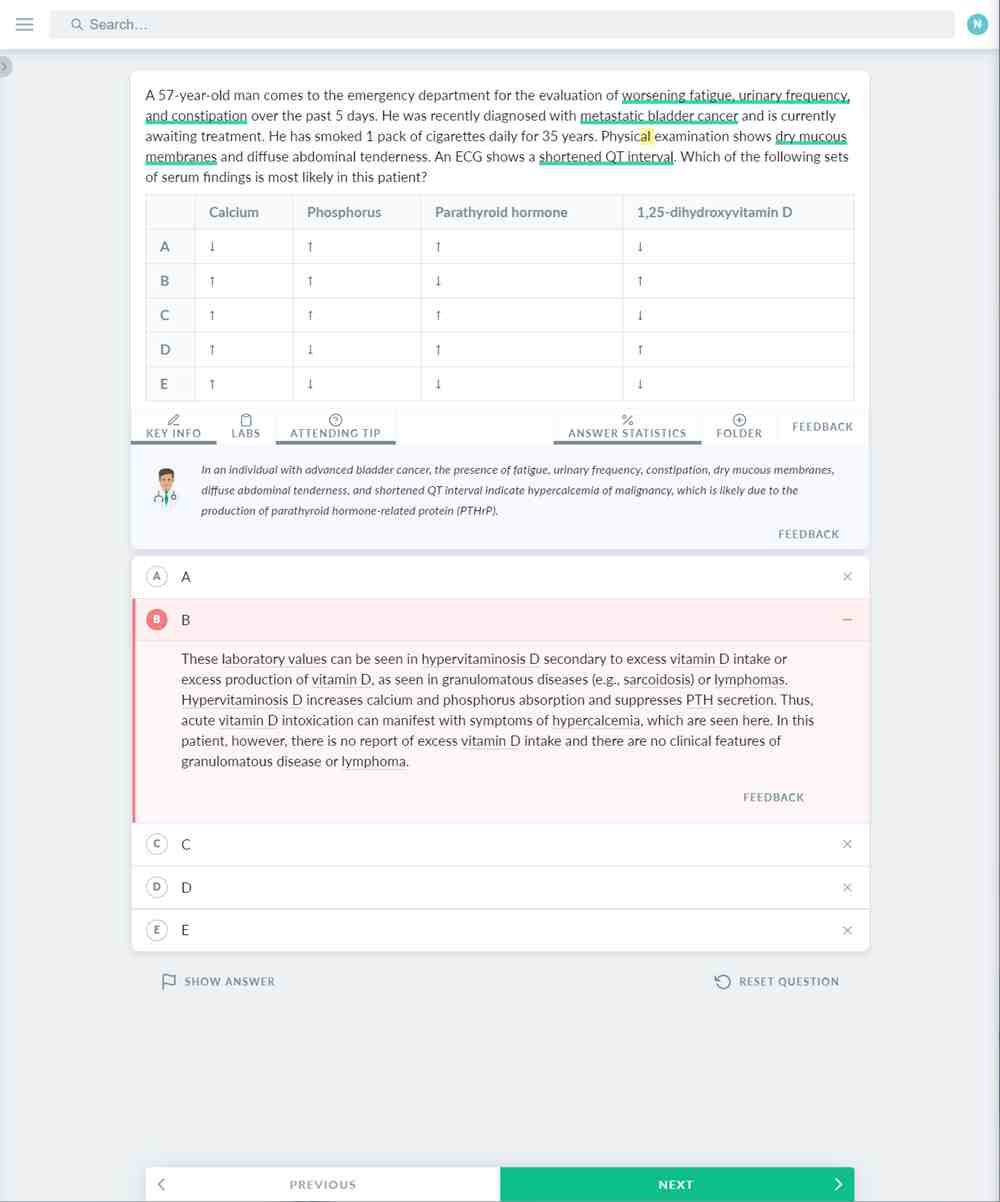 Search...
N
A 57-year-old man comes to the emergency department for the evaluation of worsening fatigue, urinary frequency,
and constipation over the past 5 days. He was recently diagnosed with metastatic bladder cancer and is currently
awaiting treatment. He has smoked 1 pack of cigarettes daily for 35 years. Physical examination shows dry mucous
membranes and diffuse abdominal tenderness. An ECG shows a shortened QT interval. Which of the following sets
of serum findings is most likely in this patient?
Calcium Phosphorus Parathyroid hormone 1,25-dihydroxyvitamin D
A ↓ ↑ ↑ ↓
B ↑ ↑ ↓ ↑
C ↑ ↑ ↑ ↓
D ↑ ↓ ↑ ↑
E ↑ ↓ ↓ ↓
KEY INFO LABS ATTENDING TIP % ANSWER STATISTICS FOLDER FEEDBACK
In an individual with advanced bladder cancer, the presence of fatigue, urinary frequency, constipation, dry mucous membranes,
diffuse abdominal tenderness, and shortened QT interval indicate hypercalcemia of malignancy, which is likely due to the
production of parathyroid hormone-related protein (PTHrP).
FEEDBACK
A A
B B
These laboratory values can be seen in hypervitaminosis D secondary to excess vitamin D intake or
excess production of vitamin D, as seen in granulomatous diseases (e.g., sarcoidosis) or lymphomas.
Hypervitaminosis D increases calcium and phosphorus absorption and suppresses PTH secretion. Thus,
acute vitamin D intoxication can manifest with symptoms of hypercalcemia, which are seen here. In this
patient, however, there is no report of excess vitamin D intake and there are no clinical features of
granulomatous disease or lymphoma.
FEEDBACK
C C
D D
E E
SHOW ANSWER RESET QUESTION
PREVIOUS NEXT